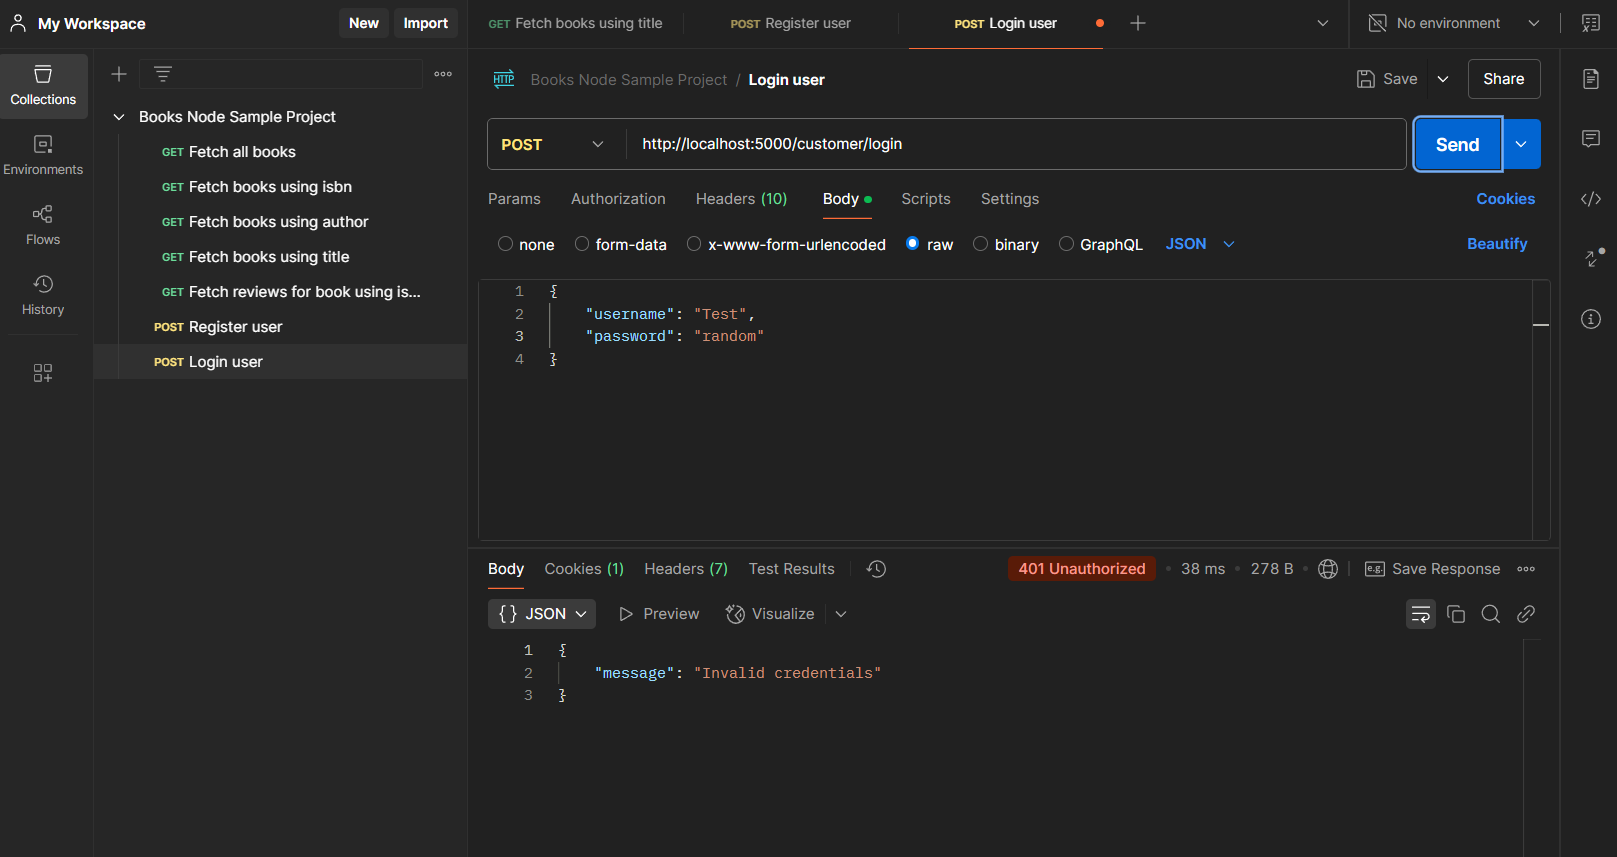 My Workspace
New
Import
GET Fetch books using title
POST Register user
POST Login user
No environment
Collections
Environments
Flows
History
Books Node Sample Project
GET Fetch all books
GET Fetch books using isbn
GET Fetch books using author
GET Fetch books using title
GET Fetch reviews for book using is...
POST Register user
POST Login user
HTTP
Books Node Sample Project / Login user
Save
Share
POST
http://localhost:5000/customer/login
Send
Params
Authorization
Headers (10)
Body
Scripts
Settings
Cookies
none
form-data
x-www-form-urlencoded
raw
binary
GraphQL
JSON
Beautify
1 {
2 "username": "Test",
3 "password": "random"
4 }
Body
Cookies (1)
Headers (7)
Test Results
401 Unauthorized
38 ms
278 B
e.g.
Save Response
{} JSON
Preview
Visualize
1 {
2 "message": "Invalid credentials"
3 }